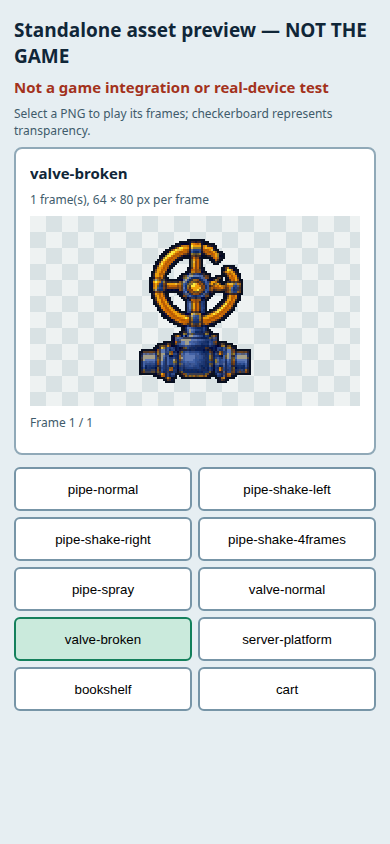 Standalone asset preview — NOT THE
GAME
Not a game integration or real-device test
Select a PNG to play its frames; checkerboard represents
transparency.
valve-broken
1 frame(s), 64 × 80 px per frame
Frame 1 / 1
pipe-normal
pipe-shake-left
pipe-shake-right
pipe-shake-4frames
pipe-spray
valve-normal
valve-broken
server-platform
bookshelf
cart